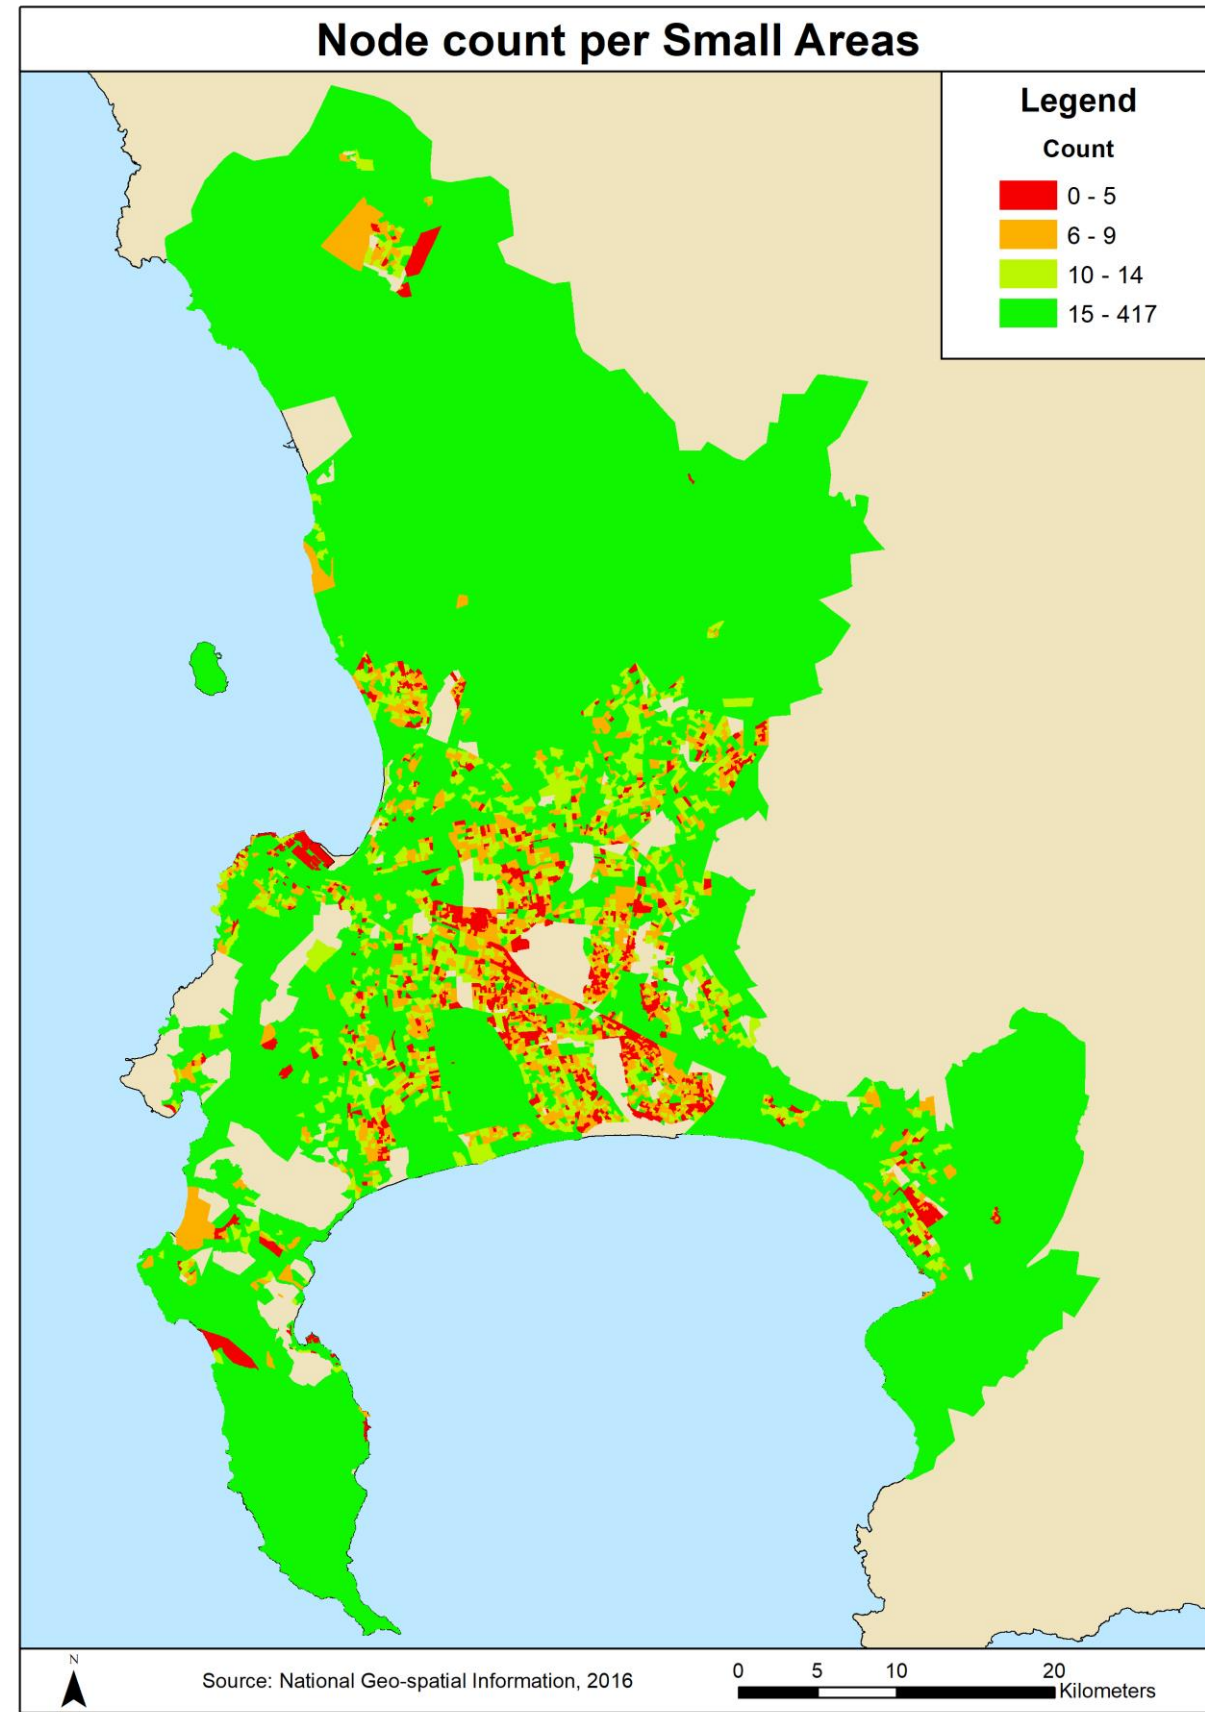 Node count per Small Areas
Legend
Count
0 - 5
6 - 9
10 - 14
15 - 417
N
Source: National Geo-spatial Information, 2016
0 5 10 20
Kilometers